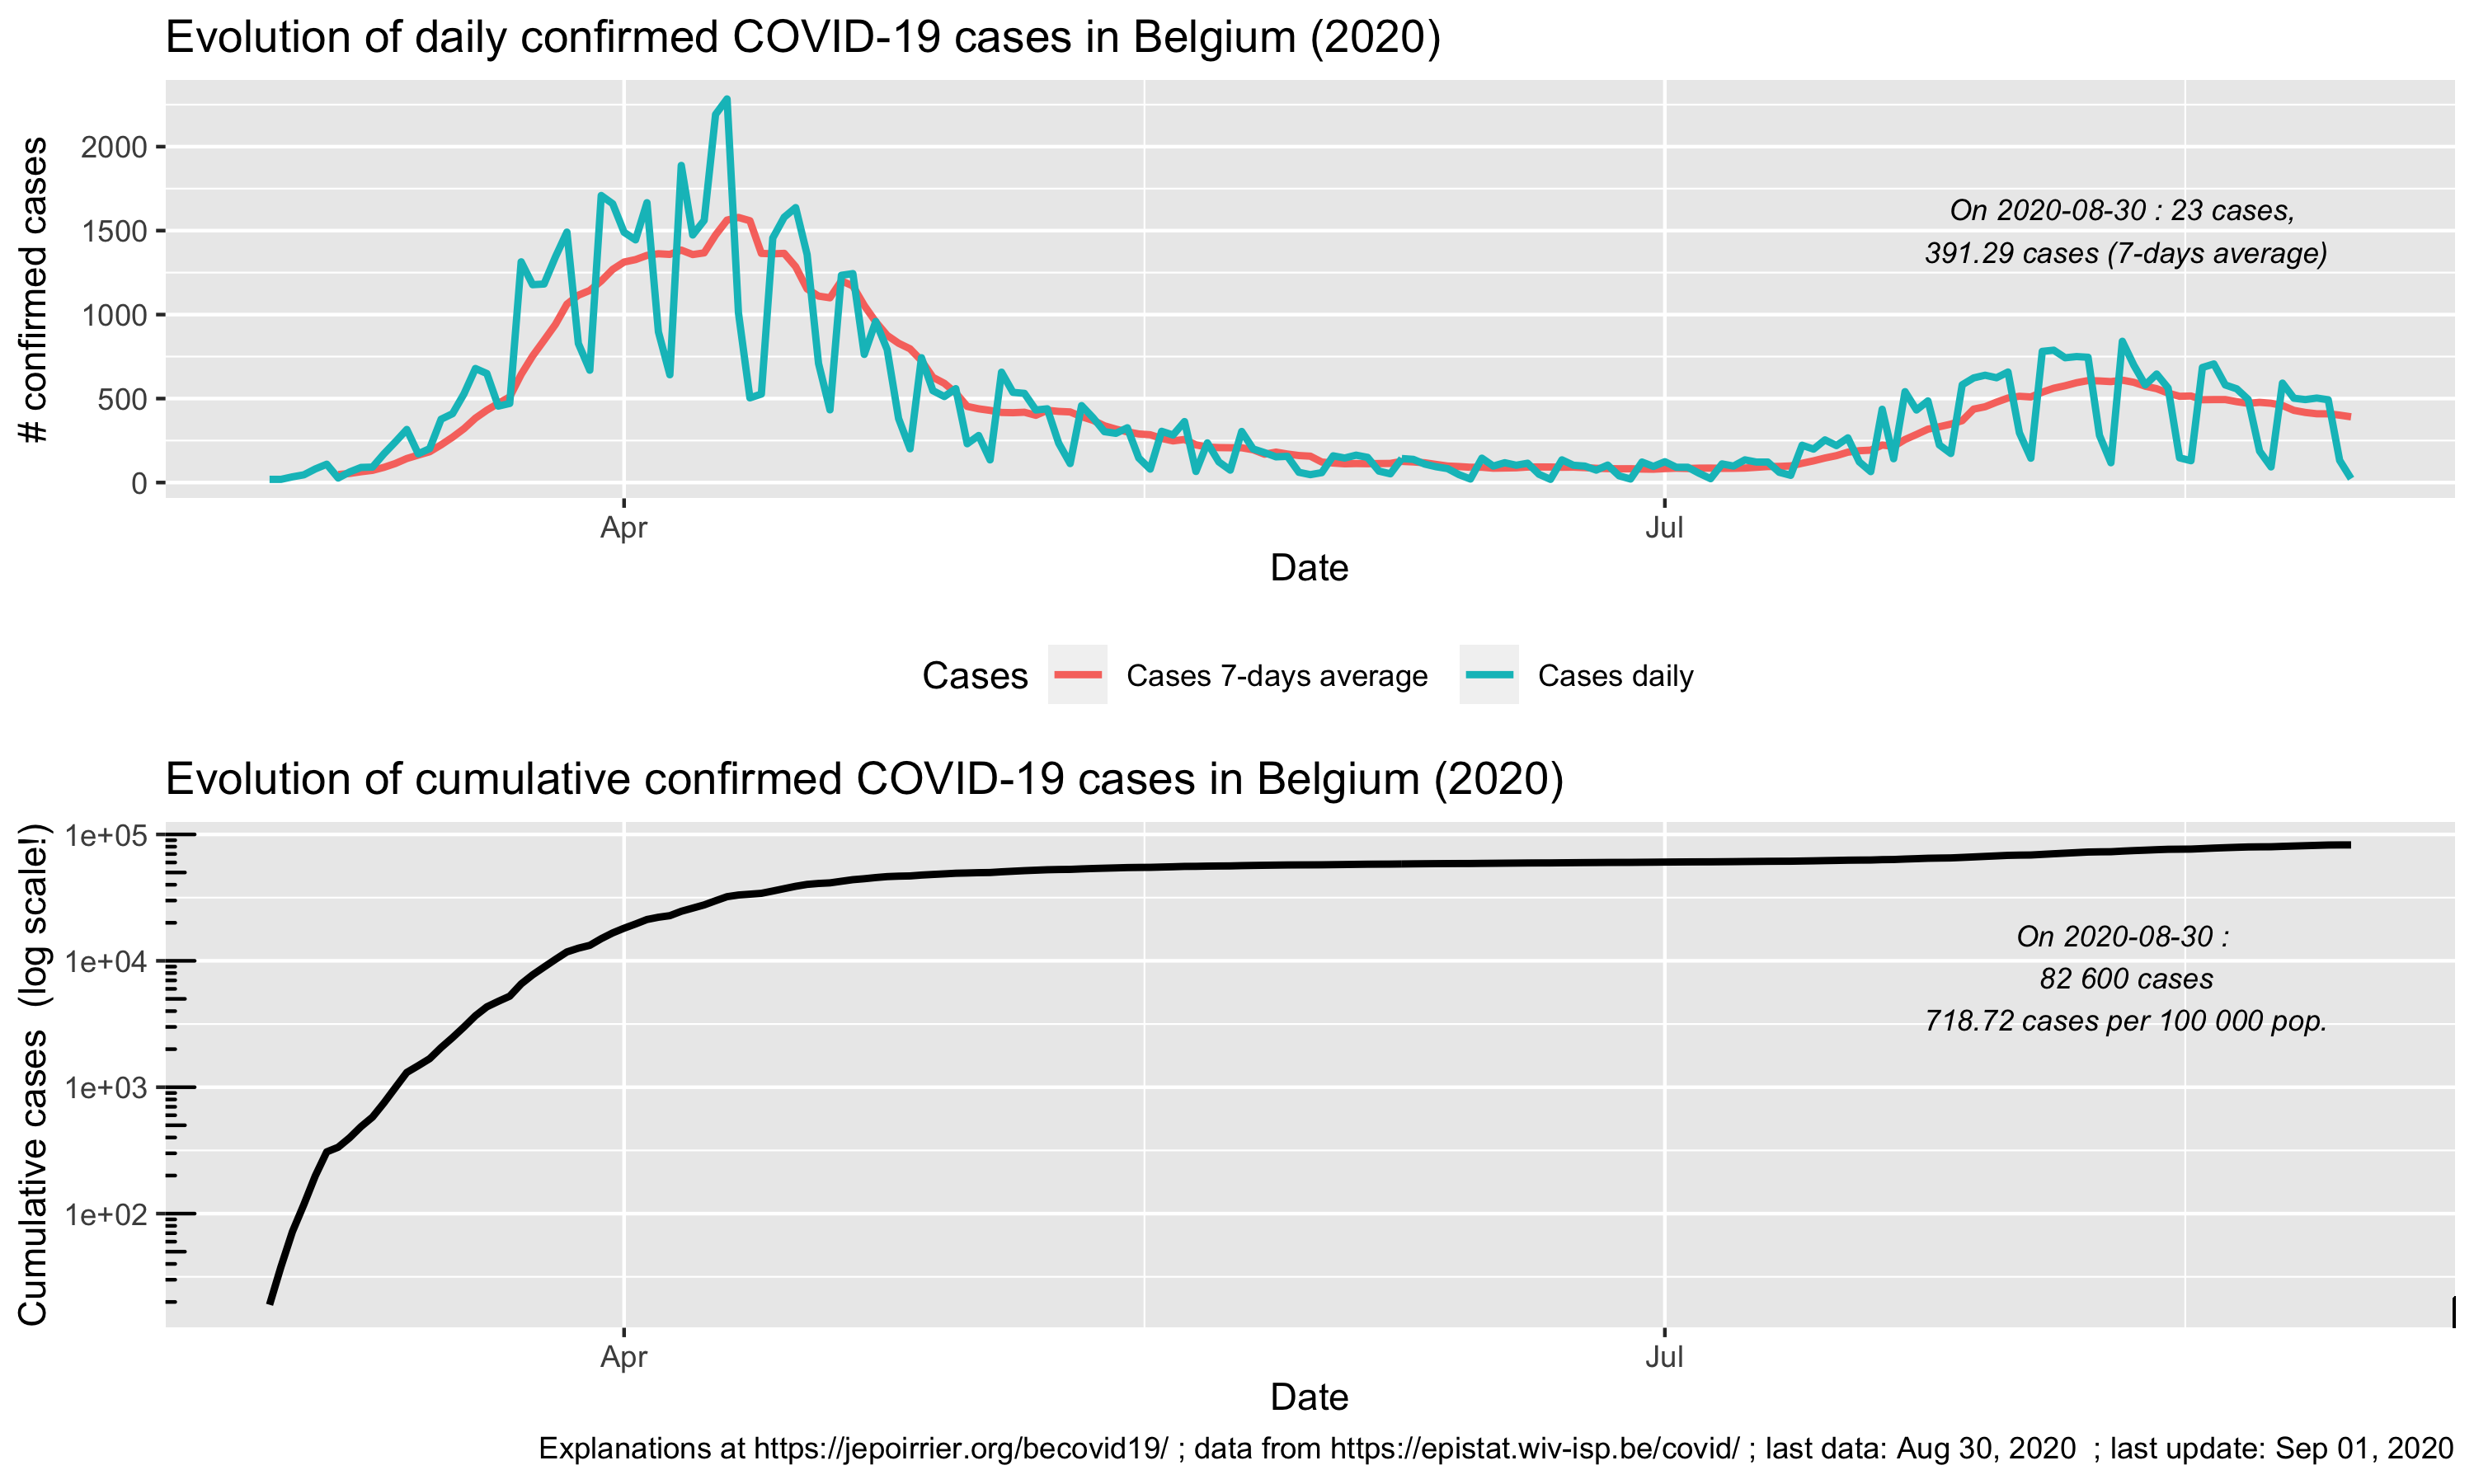 Evolution of daily confirmed COVID-19 cases in Belgium (2020)
# confirmed cases
2000
1500
1000
500
0
On 2020-08-30 : 23 cases,
391.29 cases (7-days average)
Apr
Jul
Date
Cases
Cases 7-days average
Cases daily
Evolution of cumulative confirmed COVID-19 cases in Belgium (2020)
Cumulative cases (log scale!)
1e+05
1e+04
1e+03
1e+02
On 2020-08-30 :
82 600 cases
718.72 cases per 100 000 pop.
Apr
Jul
Date
Explanations at https://jepoirrier.org/becovid19/ ; data from https://epistat.wiv-isp.be/covid/ ; last data: Aug 30, 2020 ; last update: Sep 01, 2020